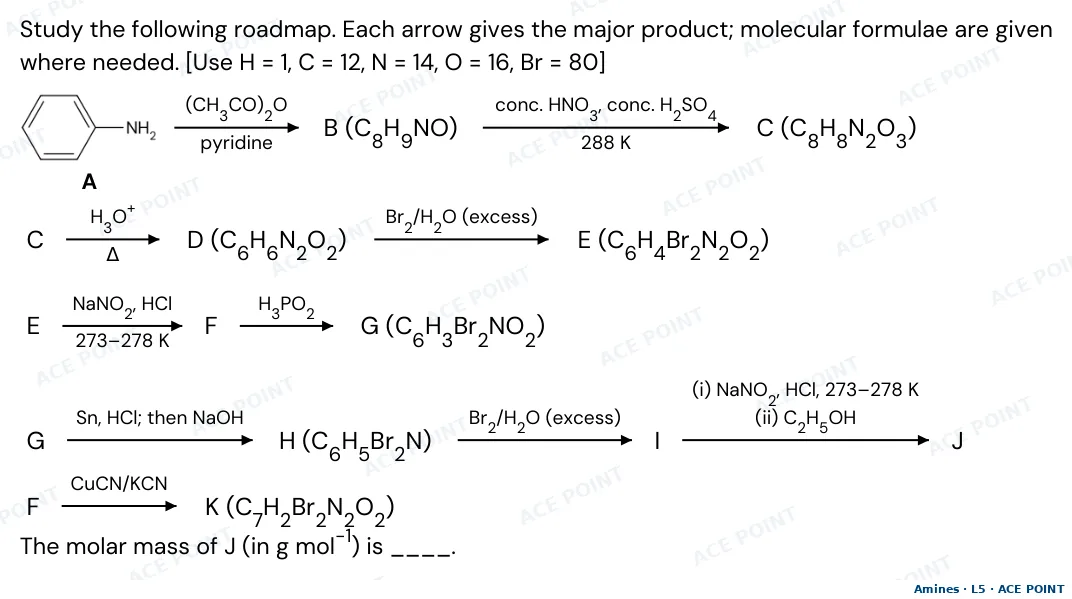 Study the following roadmap. Each arrow gives the major product; molecular formulae are given
where needed. [Use H = 1, C = 12, N = 14, O = 16, Br = 80]
NH₂ (CH₃CO)₂O pyridine B (C₈H₉NO) conc. HNO₃, conc. H₂SO₄ 288 K C (C₈H₈N₂O₃)
A
C H₃O⁺ Δ D (C₆H₆N₂O₂) Br₂/H₂O (excess) E (C₆H₄Br₂N₂O₂)
E NaNO₂, HCl 273–278 K F H₃PO₂ G (C₆H₃Br₂NO₂)
G Sn, HCl; then NaOH H (C₆H₅Br₂N) Br₂/H₂O (excess) I (i) NaNO₂, HCl, 273–278 K (ii) C₂H₅OH J
F CuCN/KCN K (C₇H₂Br₂N₂O₂)
The molar mass of J (in g mol⁻¹) is ____.
Amines · L5 · ACE POINT